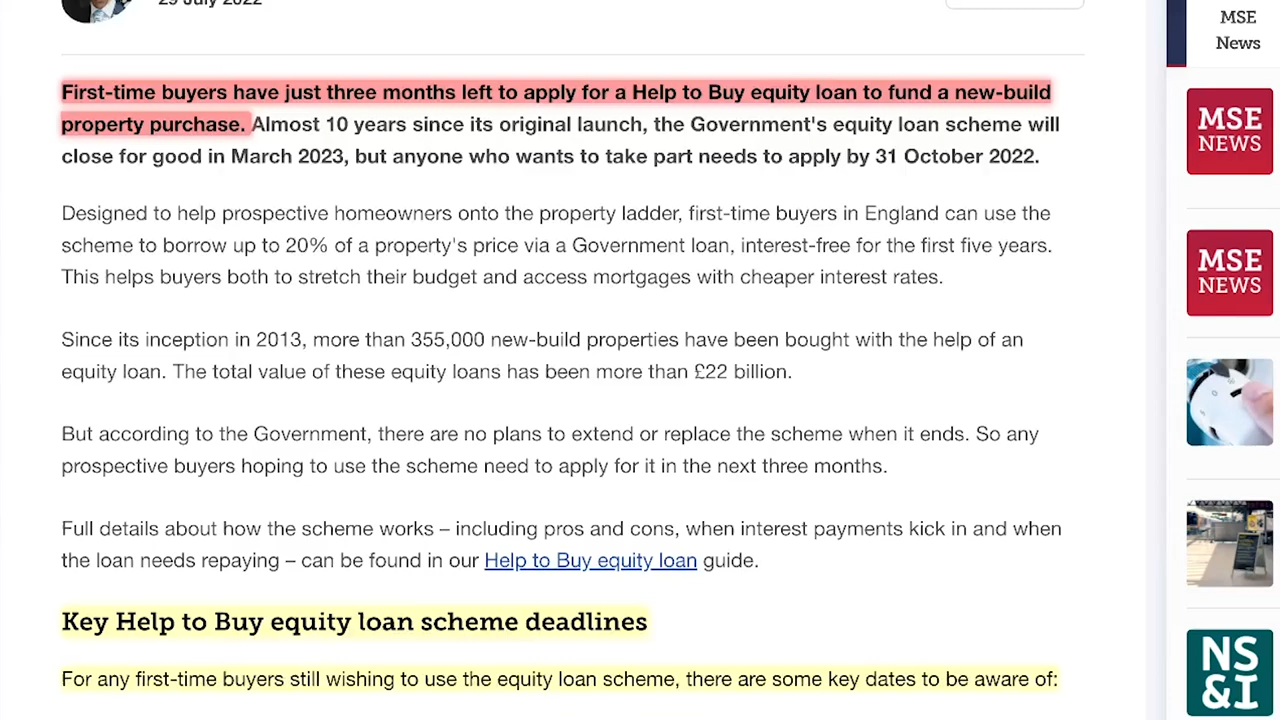 29 July 2022
First-time buyers have just three months left to apply for a Help to Buy equity loan to fund a new-build
property purchase. Almost 10 years since its original launch, the Government's equity loan scheme will
close for good in March 2023, but anyone who wants to take part needs to apply by 31 October 2022.
Designed to help prospective homeowners onto the property ladder, first-time buyers in England can use the
scheme to borrow up to 20% of a property's price via a Government loan, interest-free for the first five years.
This helps buyers both to stretch their budget and access mortgages with cheaper interest rates.
Since its inception in 2013, more than 355,000 new-build properties have been bought with the help of an
equity loan. The total value of these equity loans has been more than £22 billion.
But according to the Government, there are no plans to extend or replace the scheme when it ends. So any
prospective buyers hoping to use the scheme need to apply for it in the next three months.
Full details about how the scheme works – including pros and cons, when interest payments kick in and when
the loan needs repaying – can be found in our Help to Buy equity loan guide.
Key Help to Buy equity loan scheme deadlines
For any first-time buyers still wishing to use the equity loan scheme, there are some key dates to be aware of:
MSE
News
MSE
NEWS
MSE
NEWS
NS
&I